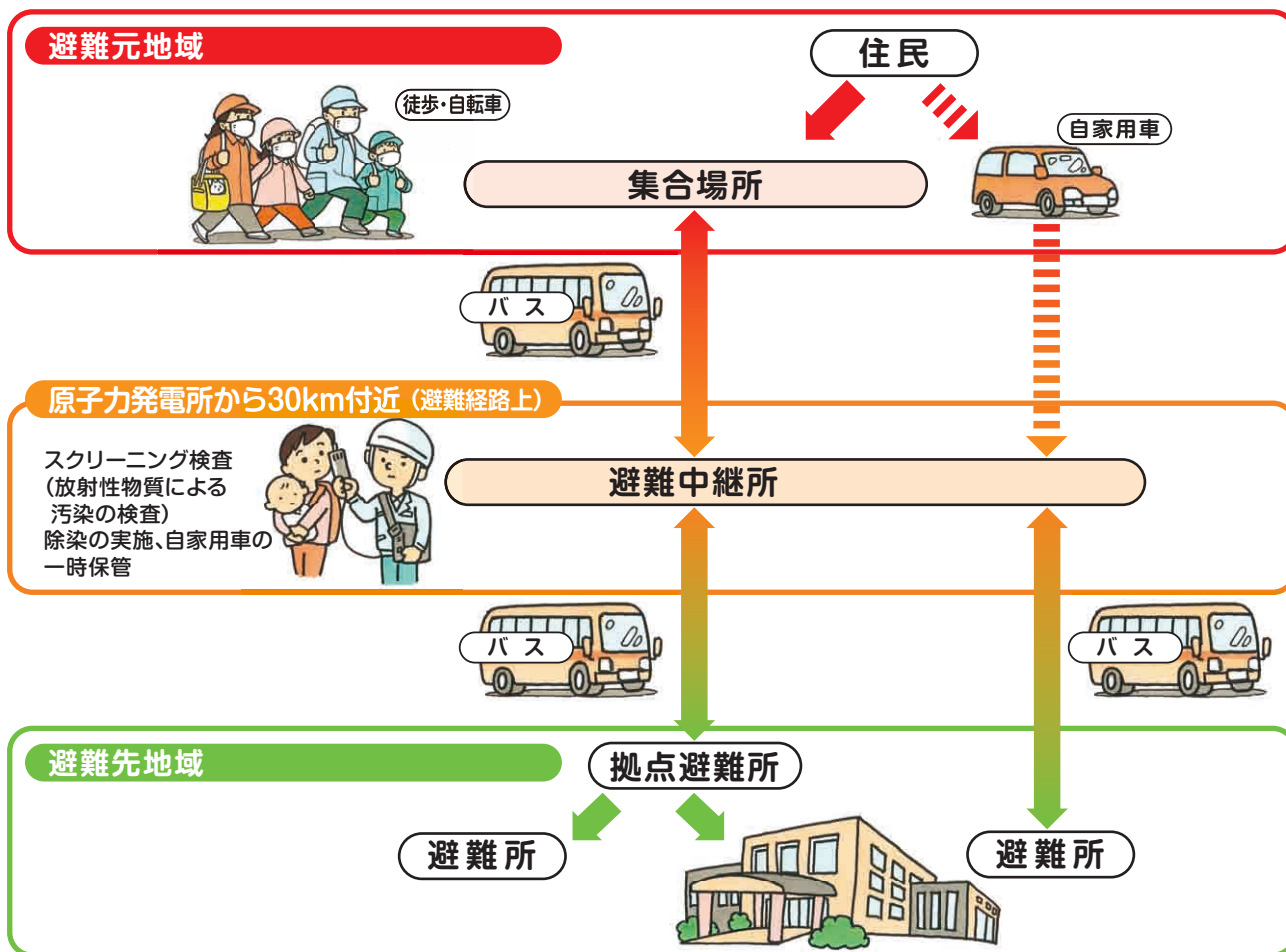 避難元地域
住民
徒歩・自転車
自家用車
集合場所
バス
原子力発電所から30km付近（避難経路上）
スクリーニング検査
(放射性物質による
汚染の検査)
除染の実施、自家用車の
一時保管
避難中継所
バス
バス
避難先地域
拠点避難所
避難所
避難所